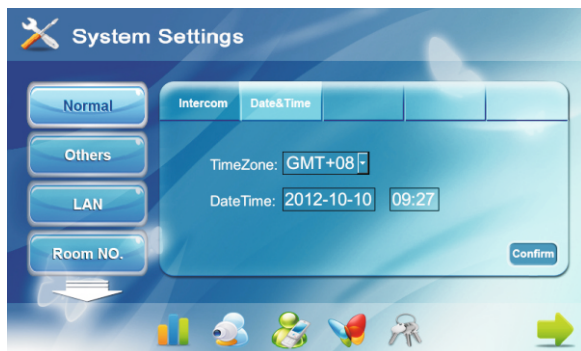 System Settings
Normal
Others
LAN
Room NO.
Intercom Date&Time
TimeZone: GMT+08
DateTime: 2012-10-10 09:27
Confirm